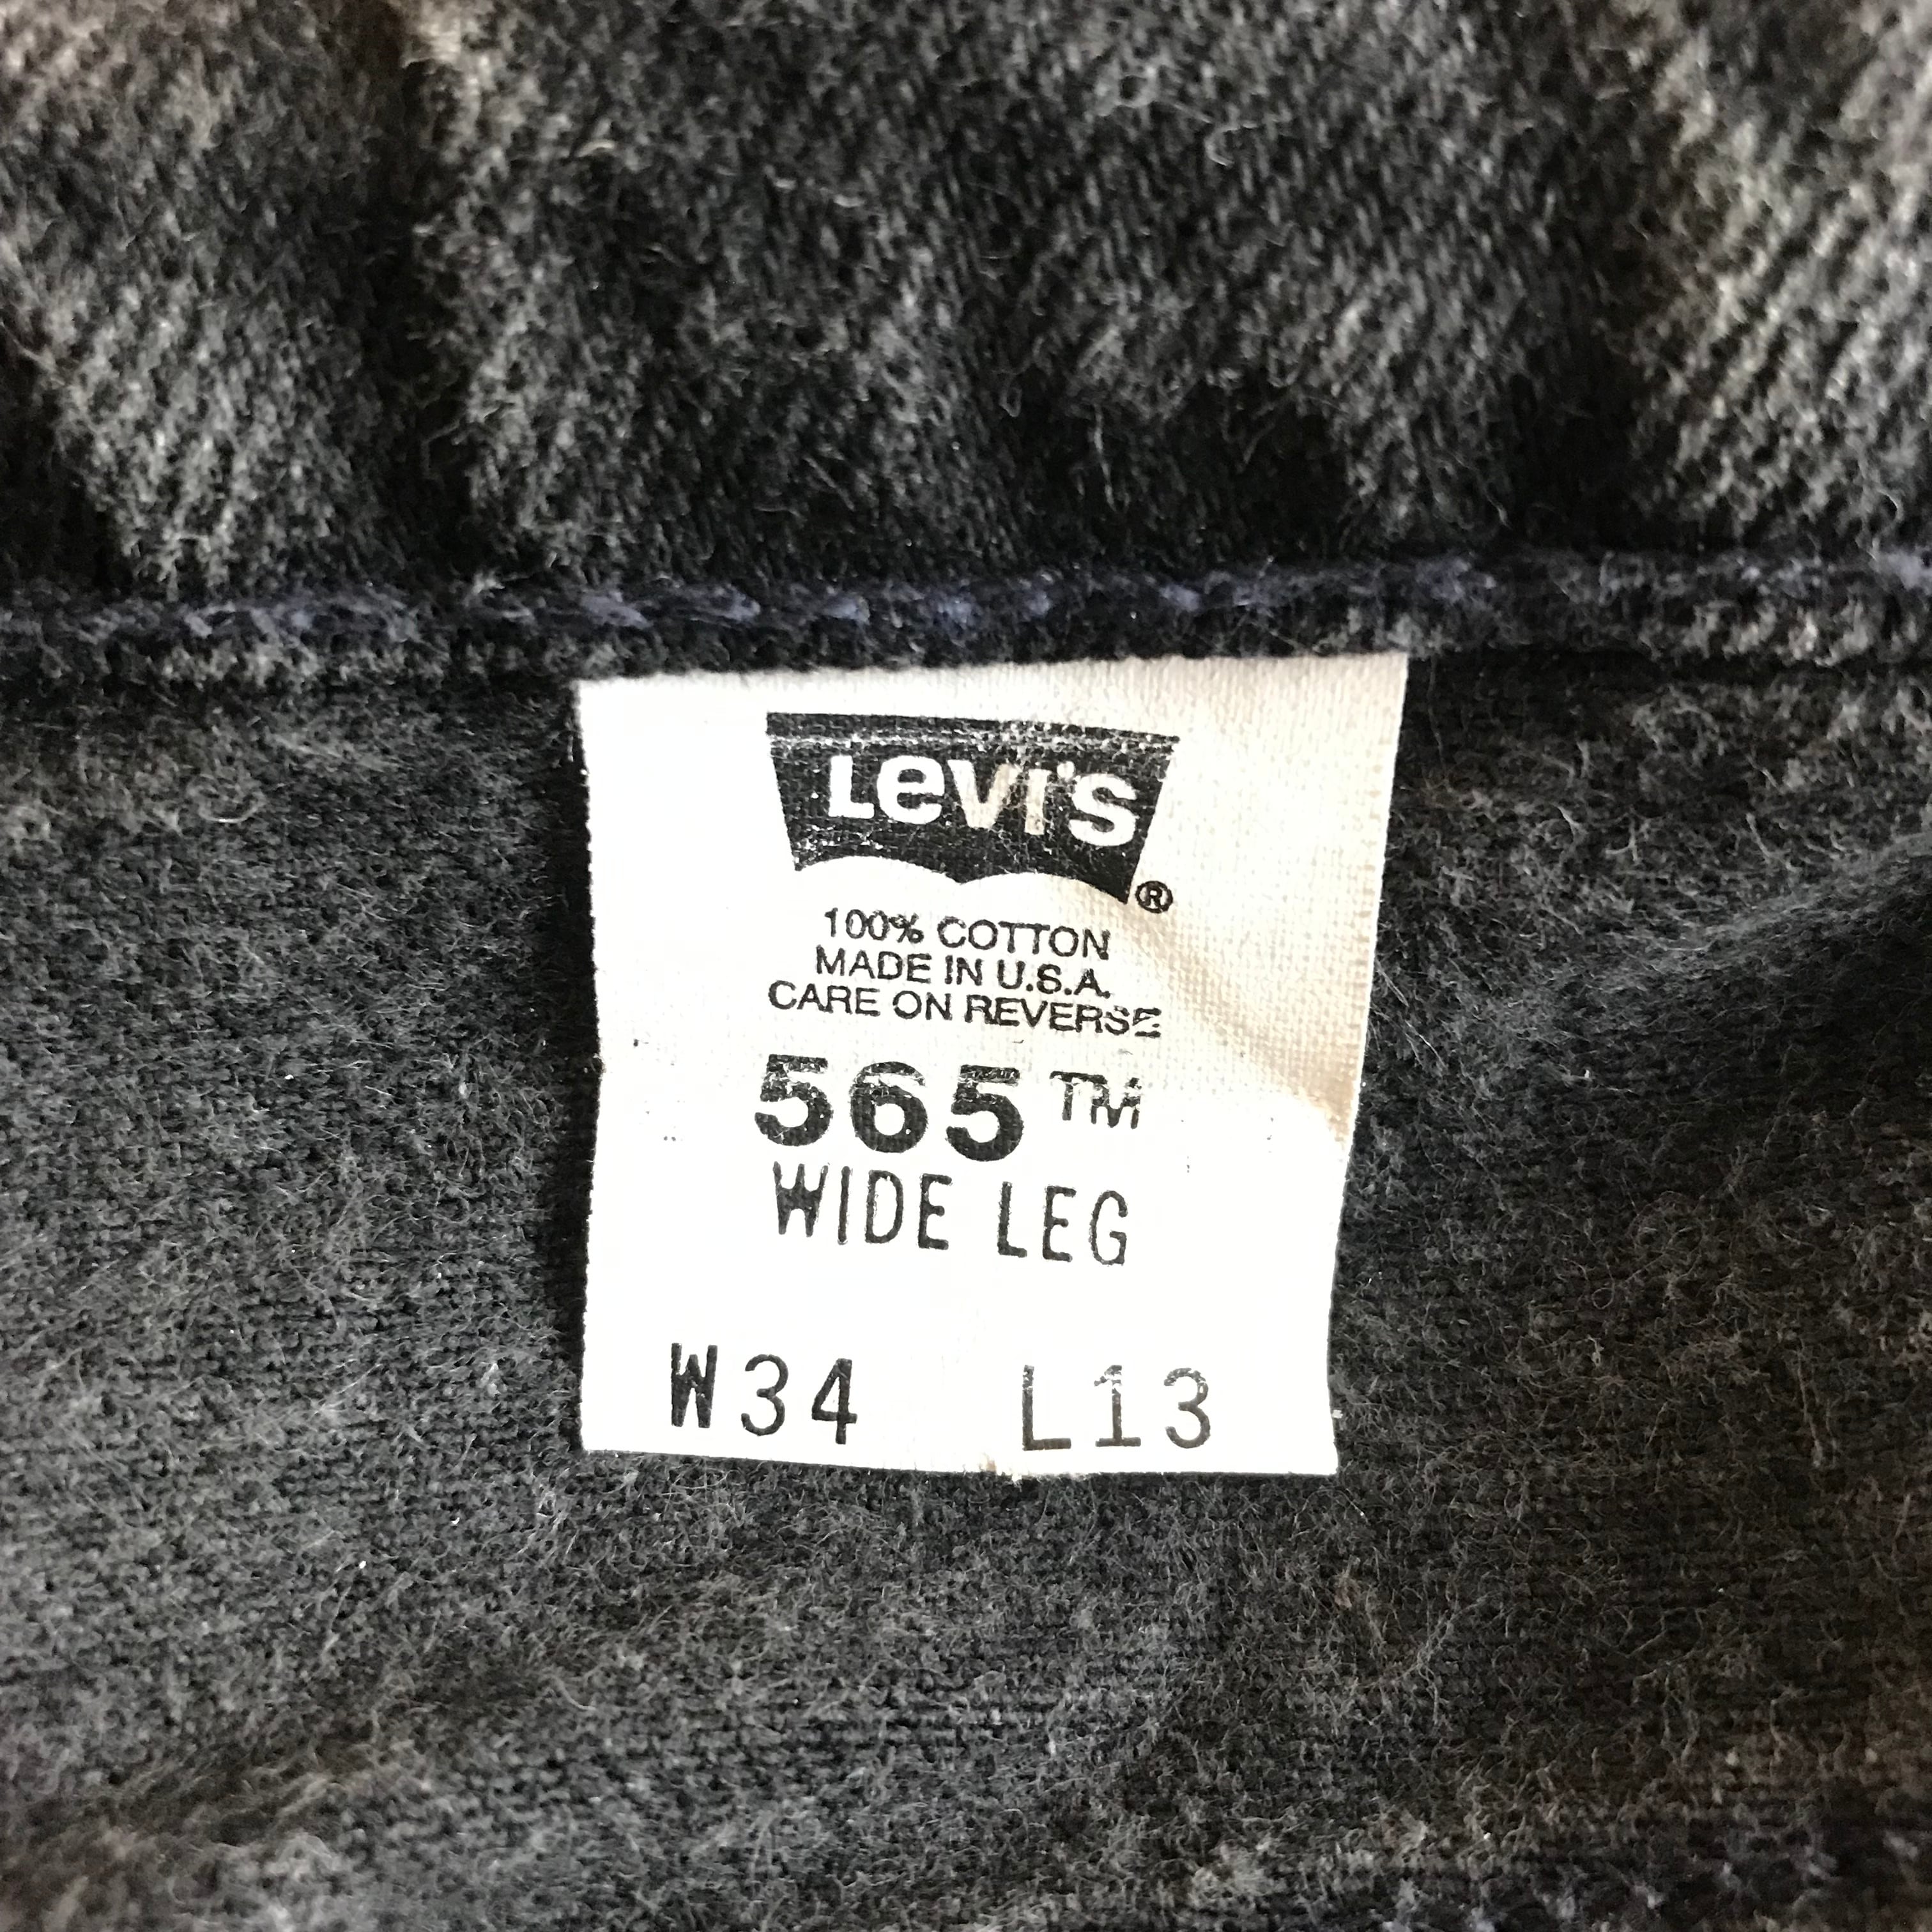 Levi's
®
100% COTTON
MADE IN U.S.A.
CARE ON REVERSE
565™
WIDE LEG
W34 L13